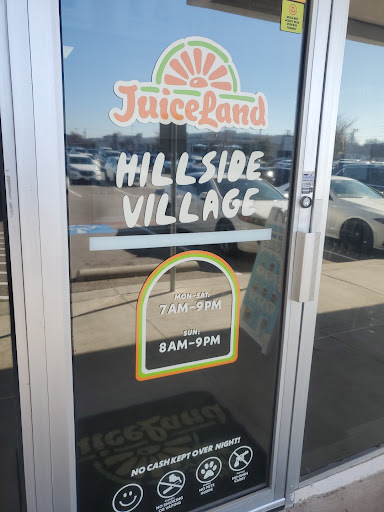 JuiceLand
HILLSIDE
VILLAGE
MON-SAT:
7AM-9PM
SUN:
8AM-9PM
NO CASH KEPT OVER NIGHT!